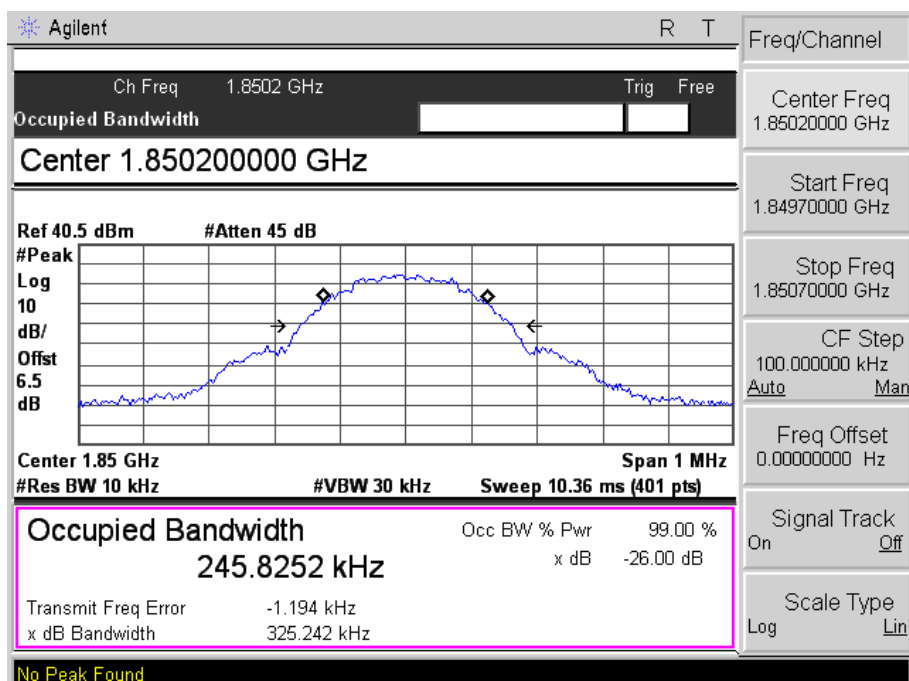 Agilent R T
Freq/Channel
Ch Freq 1.8502 GHz Trig Free
Occupied Bandwidth
Center Freq
1.85020000 GHz
Center 1.850200000 GHz
Start Freq
1.84970000 GHz
Ref 40.5 dBm #Atten 45 dB
#Peak
Log
10
dB/
Offst
6.5
dB
Stop Freq
1.85070000 GHz
CF Step
100.000000 kHz
Auto Man
Center 1.85 GHz Span 1 MHz
#Res BW 10 kHz #VBW 30 kHz Sweep 10.36 ms (401 pts)
Freq Offset
0.00000000 Hz
Occupied Bandwidth Occ BW % Pwr 99.00 %
245.8252 kHz x dB -26.00 dB
Transmit Freq Error -1.194 kHz
x dB Bandwidth 325.242 kHz
Signal Track
On Off
Scale Type
Log Lin
No Peak Found